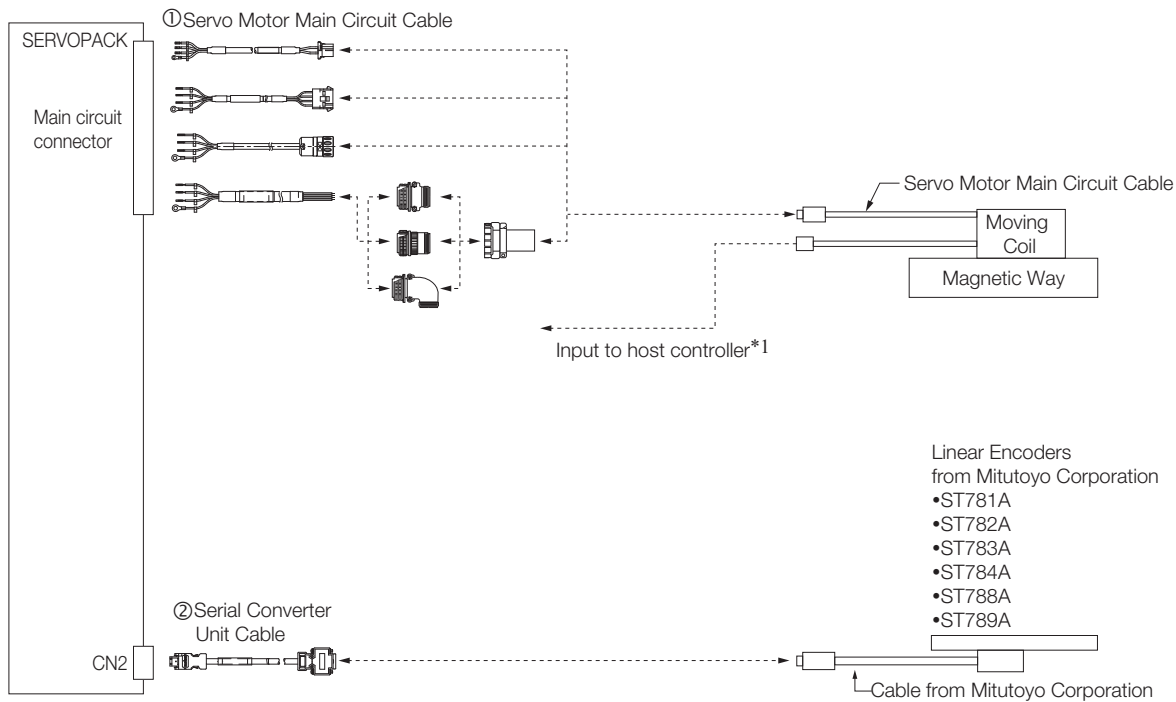 ①Servo Motor Main Circuit Cable
SERVOPACK
Main circuit
connector
Servo Motor Main Circuit Cable
Moving
Coil
Magnetic Way
Input to host controller*1
Linear Encoders
from Mitutoyo Corporation
•ST781A
•ST782A
•ST783A
•ST784A
•ST788A
•ST789A
②Serial Converter
Unit Cable
CN2
Cable from Mitutoyo Corporation